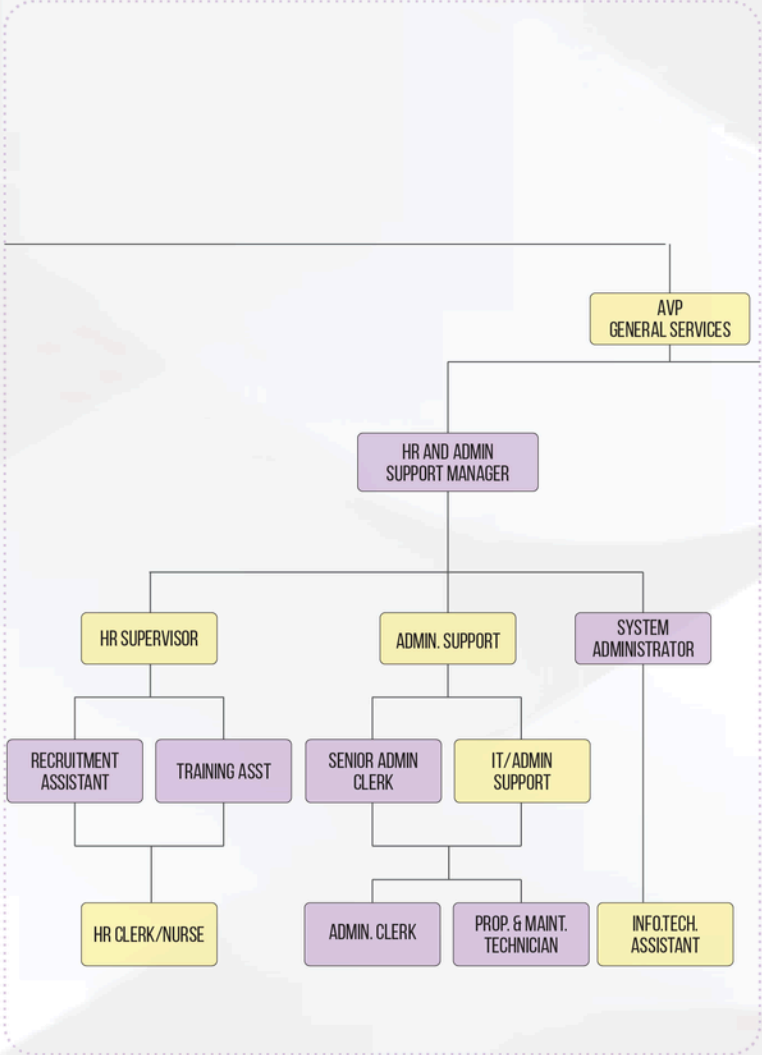 AVP
GENERAL SERVICES
HR AND ADMIN
SUPPORT MANAGER
HR SUPERVISOR
ADMIN. SUPPORT
SYSTEM
ADMINISTRATOR
RECRUITMENT
ASSISTANT
TRAINING ASST
SENIOR ADMIN
CLERK
IT/ADMIN
SUPPORT
HR CLERK/NURSE
ADMIN. CLERK
PROP. & MAINT.
TECHNICIAN
INFO.TECH.
ASSISTANT